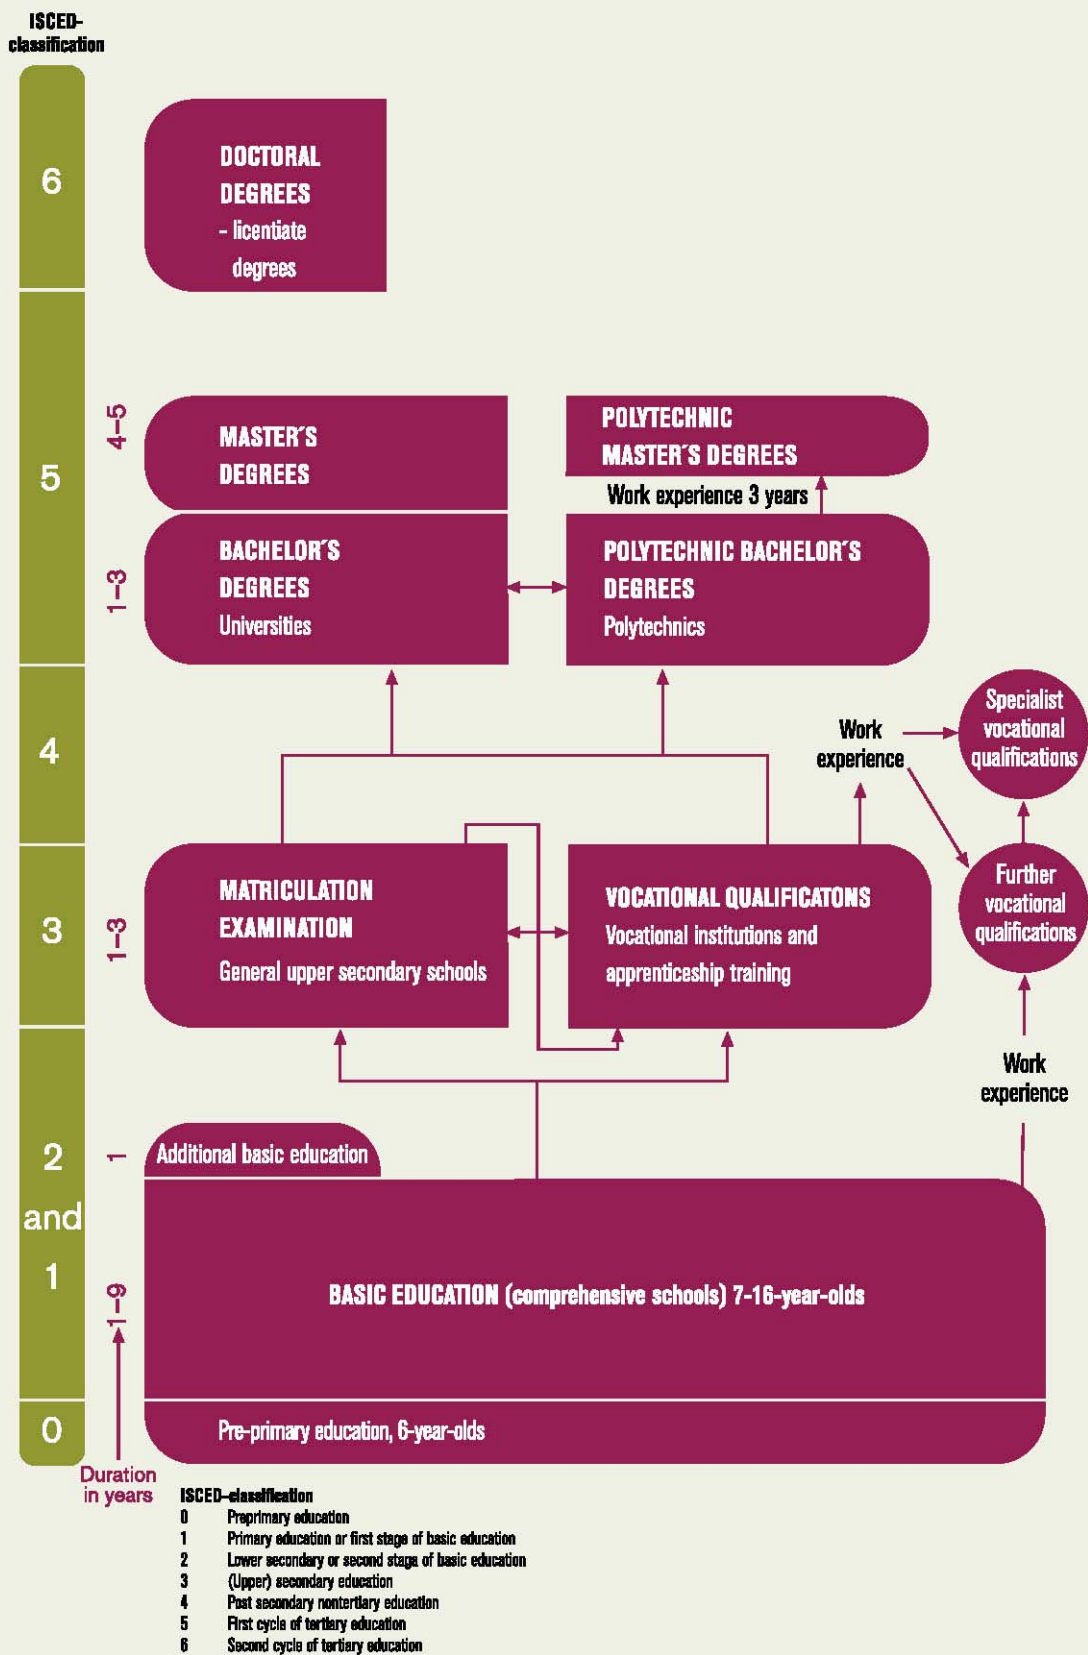 ISCED-
classification
6
DOCTORAL
DEGREES
- licentiate
degrees
5
4–5
MASTER´S
DEGREES
POLYTECHNIC
MASTER´S DEGREES
Work experience 3 years
1–3
BACHELOR´S
DEGREES
Universities
POLYTECHNIC BACHELOR´S
DEGREES
Polytechnics
4
Work
experience
Specialist
vocational
qualifications
3
1–3
MATRICULATION
EXAMINATION
General upper secondary schools
VOCATIONAL QUALIFICATONS
Vocational institutions and
apprenticeship training
Further
vocational
qualifications
Work
experience
2
and
1
1
Additional basic education
1–9
BASIC EDUCATION (comprehensive schools) 7-16-year-olds
0
Pre-primary education, 6-year-olds
Duration
in years
ISCED-classification
0 Preprimary education
1 Primary education or first stage of basic education
2 Lower secondary or second stage of basic education
3 (Upper) secondary education
4 Post secondary nontertiary education
5 First cycle of tertiary education
6 Second cycle of tertiary education